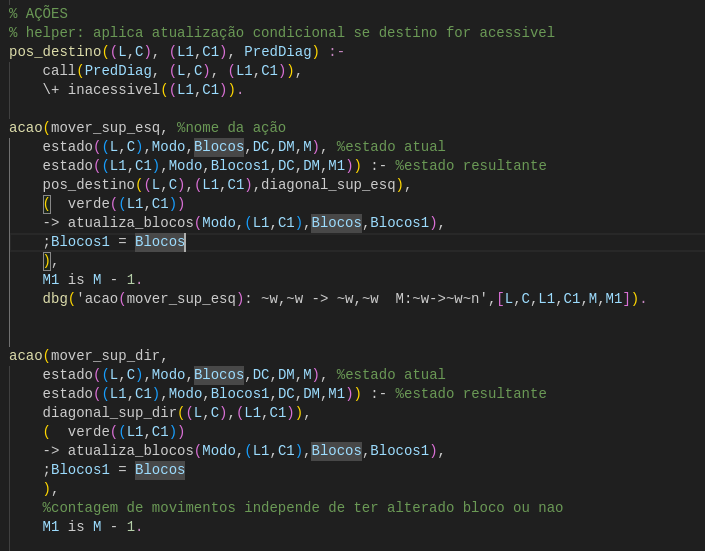 % AÇÕES
% helper: aplica atualização condicional se destino for acessivel
pos_destino((L,C), (L1,C1), PredDiag) :-
    call(PredDiag, (L,C), (L1,C1)),
    \+ inacessivel((L1,C1)).

acao(mover_sup_esq, %nome da ação
    estado((L,C),Modo,Blocos,DC,DM,M), %estado atual
    estado((L1,C1),Modo,Blocos1,DC,DM,M1)) :- %estado resultante
    pos_destino((L,C),(L1,C1),diagonal_sup_esq),
    (  verde((L1,C1))
    -> atualiza_blocos(Modo,(L1,C1),Blocos,Blocos1),
    ;Blocos1 = Blocos
    ),
    M1 is M - 1.
    dbg('acao(mover_sup_esq): ~w,~w -> ~w,~w  M:~w->~w~n',[L,C,L1,C1,M,M1]).

acao(mover_sup_dir,
    estado((L,C),Modo,Blocos,DC,DM,M), %estado atual
    estado((L1,C1),Modo,Blocos1,DC,DM,M1)) :- %estado resultante
    diagonal_sup_dir((L,C),(L1,C1)),
    (  verde((L1,C1))
    -> atualiza_blocos(Modo,(L1,C1),Blocos,Blocos1),
    ;Blocos1 = Blocos
    ),
    %contagem de movimentos independe de ter alterado bloco ou nao
    M1 is M - 1.